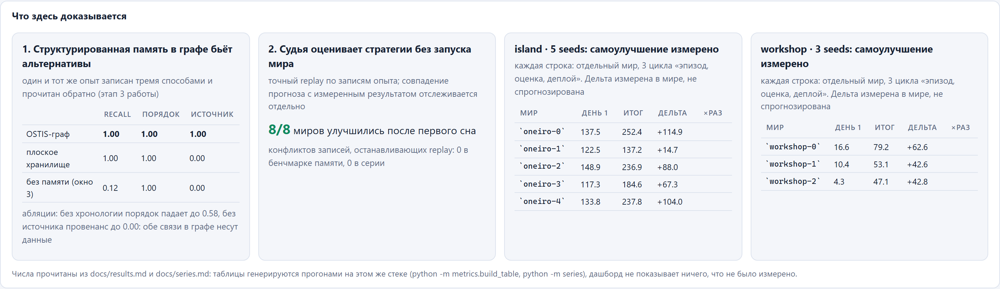 Что здесь доказывается
1. Структурированная память в графе бьёт
альтернативы
один и тот же опыт записан тремя способами и
прочитан обратно (этап 3 работы)
RECALL ПОРЯДОК ИСТОЧНИК
OSTIS-граф 1.00 1.00 1.00
плоское
хранилище 1.00 1.00 0.00
без памяти (окно
3) 0.12 1.00 0.00
абляции: без хронологии порядок падает до 0.58, без
источника провенанс до 0.00: обе связи в графе несут
данные
2. Судья оценивает стратегии без запуска
мира
точный replay по записям опыта; совпадение
прогноза с измеренным результатом отслеживается
отдельно
8/8 миров улучшились после первого сна
конфликтов записей, останавливающих replay: 0 в
бенчмарке памяти, 0 в серии
island · 5 seeds: самоулучшение измерено
каждая строка: отдельный мир, 3 цикла «эпизод,
оценка, деплой». Дельта измерена в мире, не
спрогнозирована
МИР ДЕНЬ 1 ИТОГ ДЕЛЬТА ×РАЗ
`oneiro-0` 137.5 252.4 +114.9
`oneiro-1` 122.5 137.2 +14.7
`oneiro-2` 148.9 236.9 +88.0
`oneiro-3` 117.3 184.6 +67.3
`oneiro-4` 133.8 237.8 +104.0
workshop · 3 seeds: самоулучшение
измерено
каждая строка: отдельный мир, 3 цикла «эпизод,
оценка, деплой». Дельта измерена в мире, не
спрогнозирована
МИР ДЕНЬ 1 ИТОГ ДЕЛЬТА ×РАЗ
`workshop-0` 16.6 79.2 +62.6
`workshop-1` 10.4 53.1 +42.6
`workshop-2` 4.3 47.1 +42.8
Числа прочитаны из docs/results.md и docs/series.md: таблицы генерируются прогонами на этом же стеке (python -m metrics.build_table, python -m series), дашборд не показывает ничего, что не было измерено.